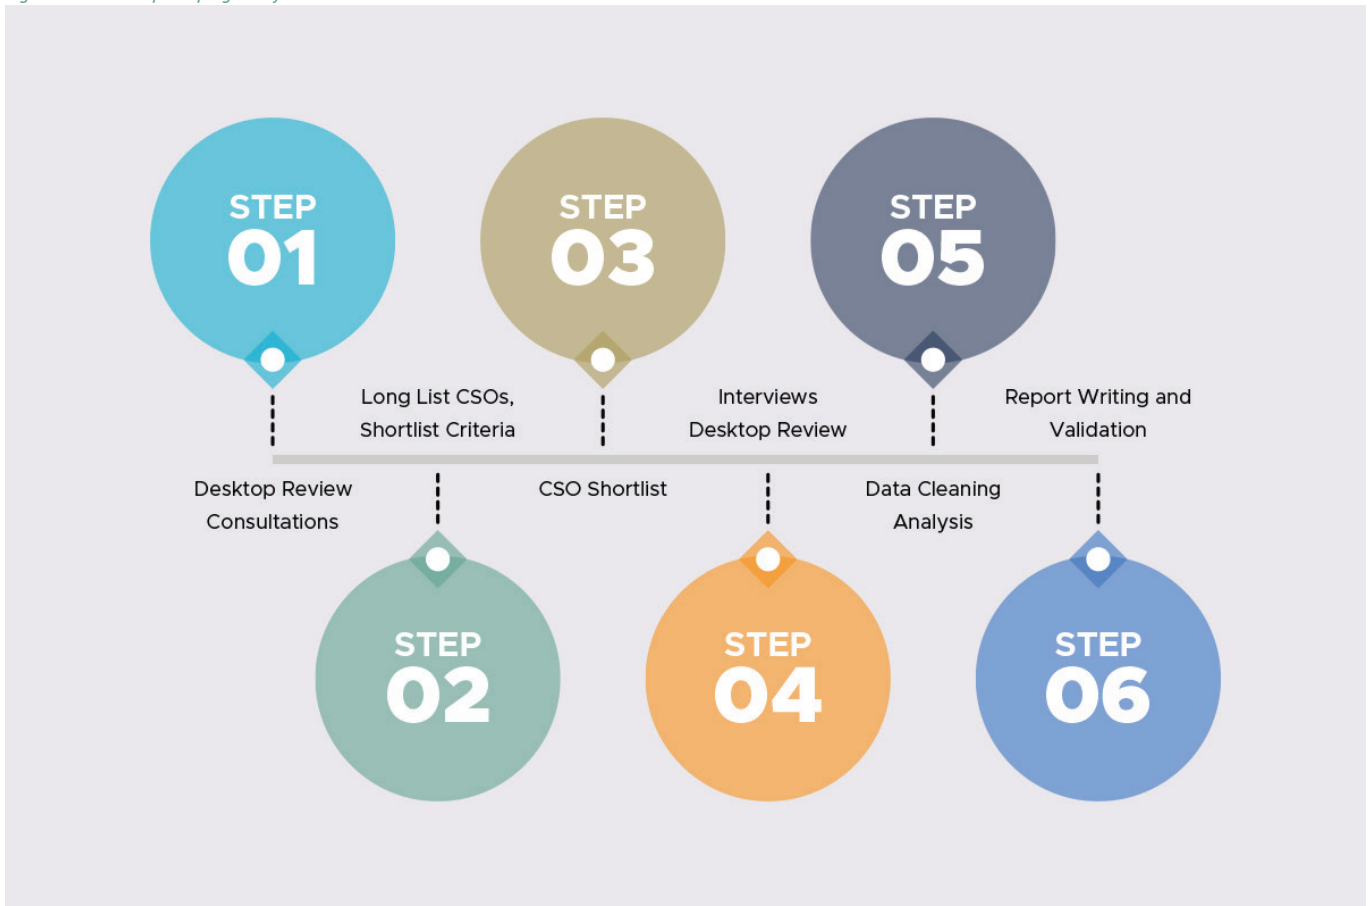 STEP
01
STEP
03
STEP
05
Long List CSOs,
Shortlist Criteria
Interviews
Desktop Review
Report Writing and
Validation
Desktop Review
Consultations
CSO Shortlist
Data Cleaning
Analysis
STEP
02
STEP
04
STEP
06